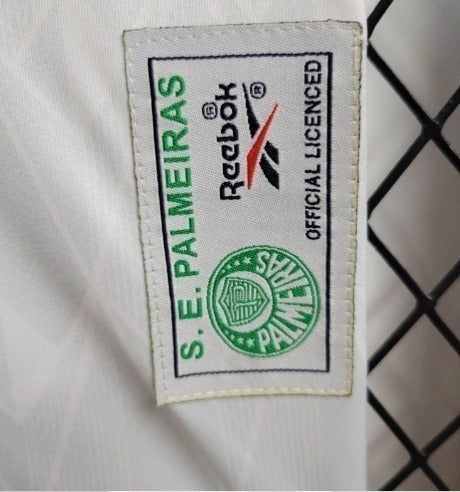 S. E. PALMEIRAS
PALMEIRAS
P
Reebok ® ®
OFFICIAL LICENCED